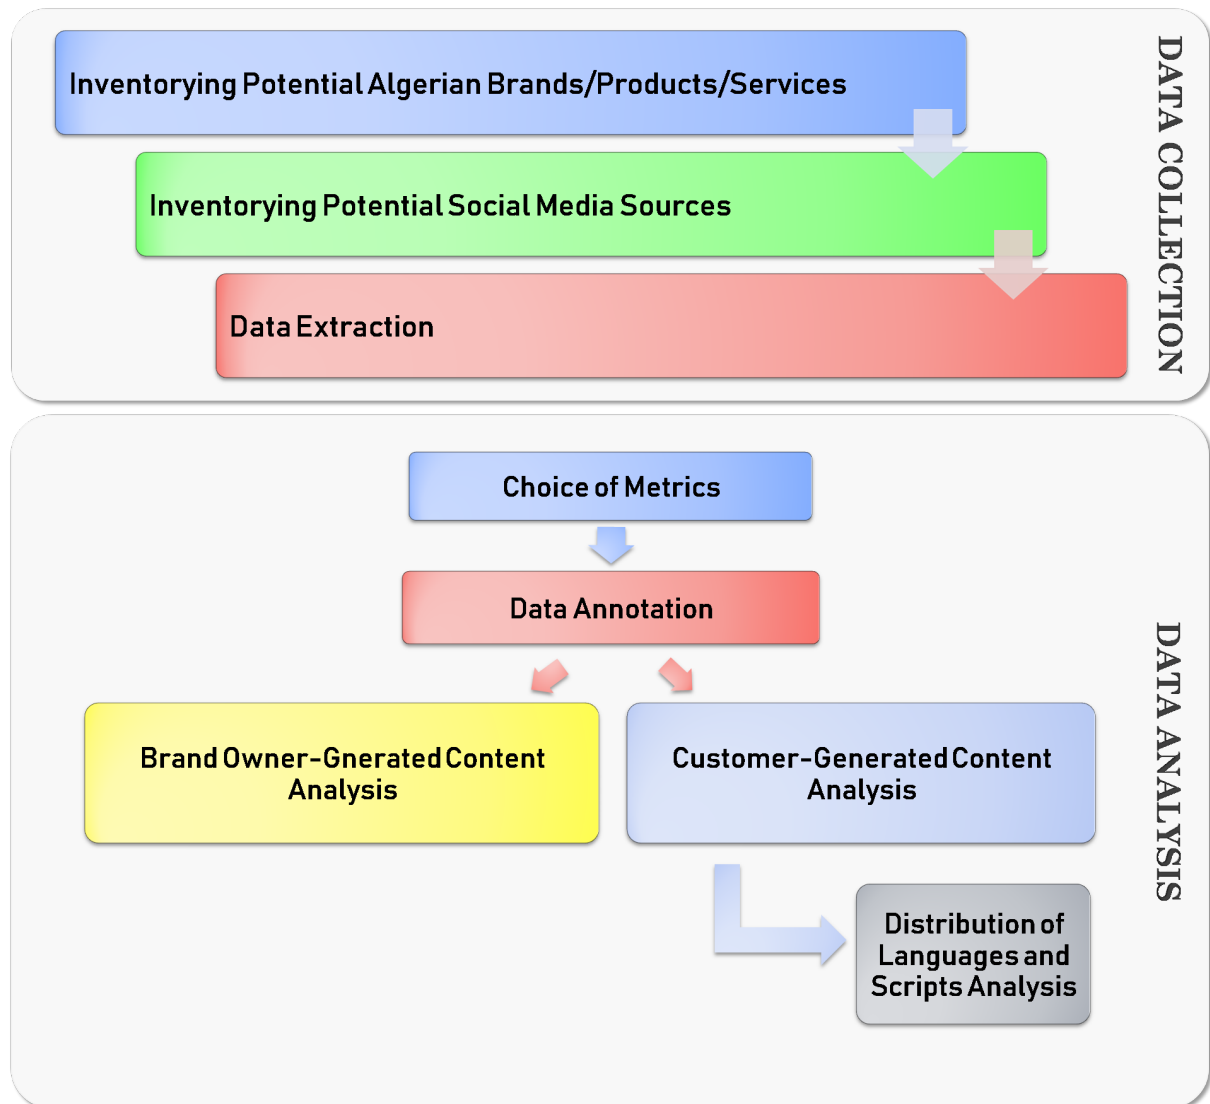 Inventorying Potential Algerian Brands/Products/Services
Inventorying Potential Social Media Sources
Data Extraction
DATA COLLECTION
Choice of Metrics
Data Annotation
Brand Owner-Gnerated Content
Analysis
Customer-Generated Content
Analysis
Distribution of
Languages and
Scripts Analysis
DATA ANALYSIS